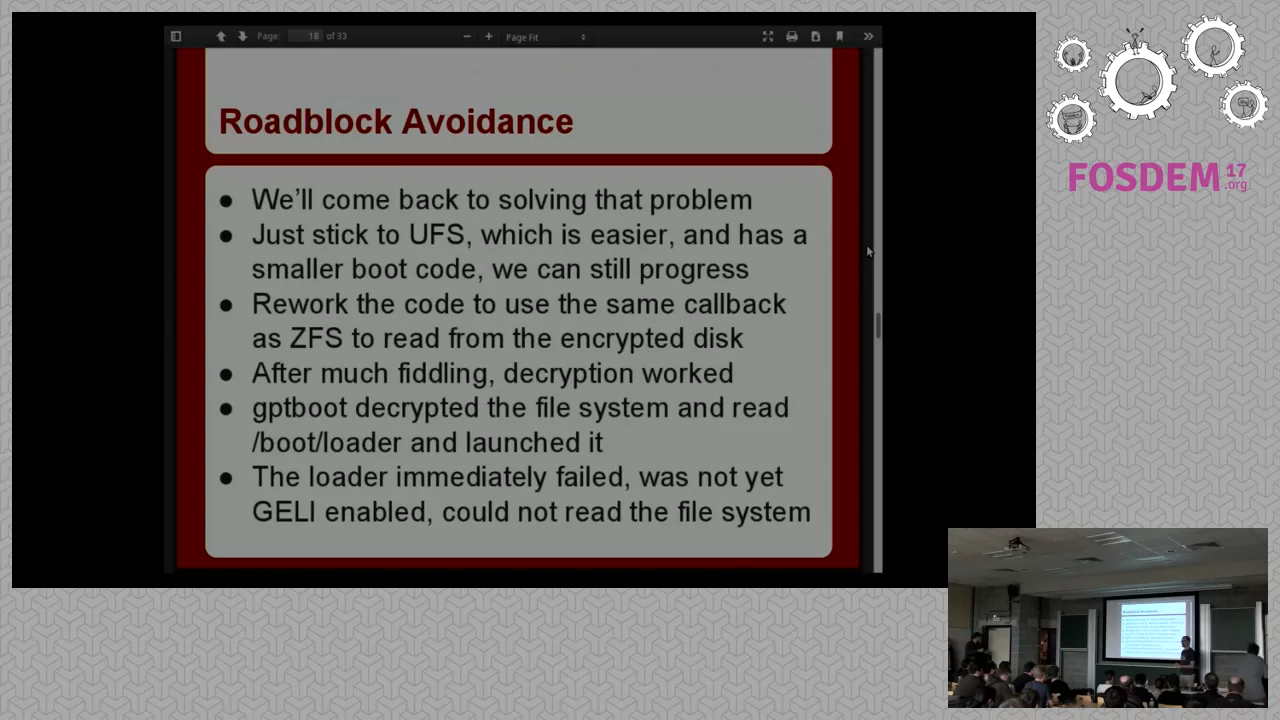 Page: 18 of 33
Page Fit
Roadblock Avoidance
● We’ll come back to solving that problem
● Just stick to UFS, which is easier, and has a
smaller boot code, we can still progress
● Rework the code to use the same callback
as ZFS to read from the encrypted disk
● After much fiddling, decryption worked
● gptboot decrypted the file system and read
/boot/loader and launched it
● The loader immediately failed, was not yet
GELI enabled, could not read the file system
FOSDEM 17
.org
Roadblock Avoidance